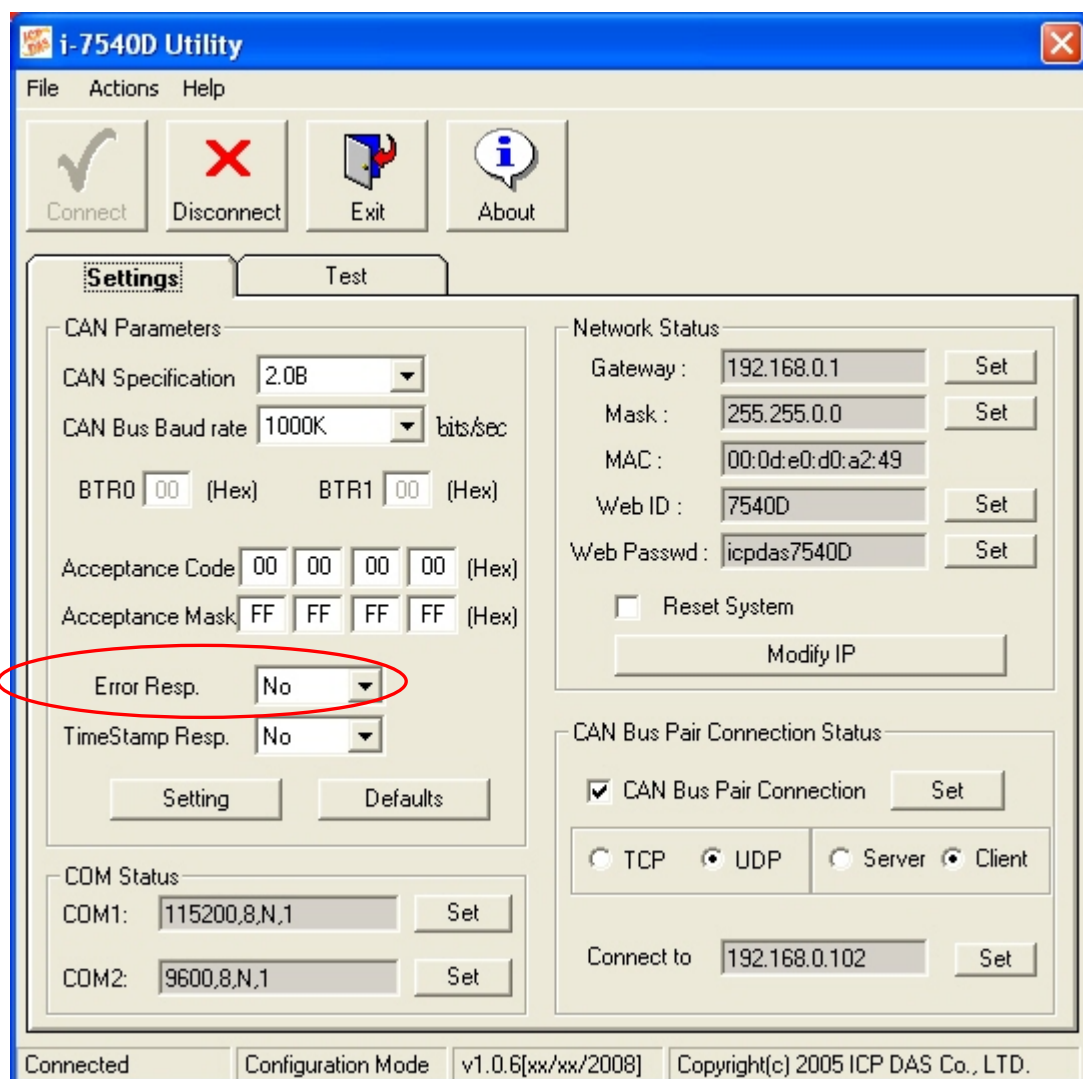 i-7540D Utility
File Actions Help
Connect Disconnect Exit About
Settings Test
CAN Parameters
CAN Specification 2.0B
CAN Bus Baud rate 1000K bits/sec
BTR0 00 (Hex) BTR1 00 (Hex)
Acceptance Code 00 00 00 00 (Hex)
Acceptance Mask FF FF FF FF (Hex)
Error Resp. No
TimeStamp Resp. No
Setting Defaults
COM Status
COM1: 115200,8,N,1 Set
COM2: 9600,8,N,1 Set
Network Status
Gateway : 192.168.0.1 Set
Mask : 255.255.0.0 Set
MAC : 00:0d:e0:d0:a2:49
Web ID : 7540D Set
Web Passwd : icpdas7540D Set
Reset System
Modify IP
CAN Bus Pair Connection Status
CAN Bus Pair Connection Set
TCP UDP Server Client
Connect to 192.168.0.102 Set
Connected Configuration Mode v1.0.6[xx/xx/2008] Copyright(c) 2005 ICP DAS Co., LTD.